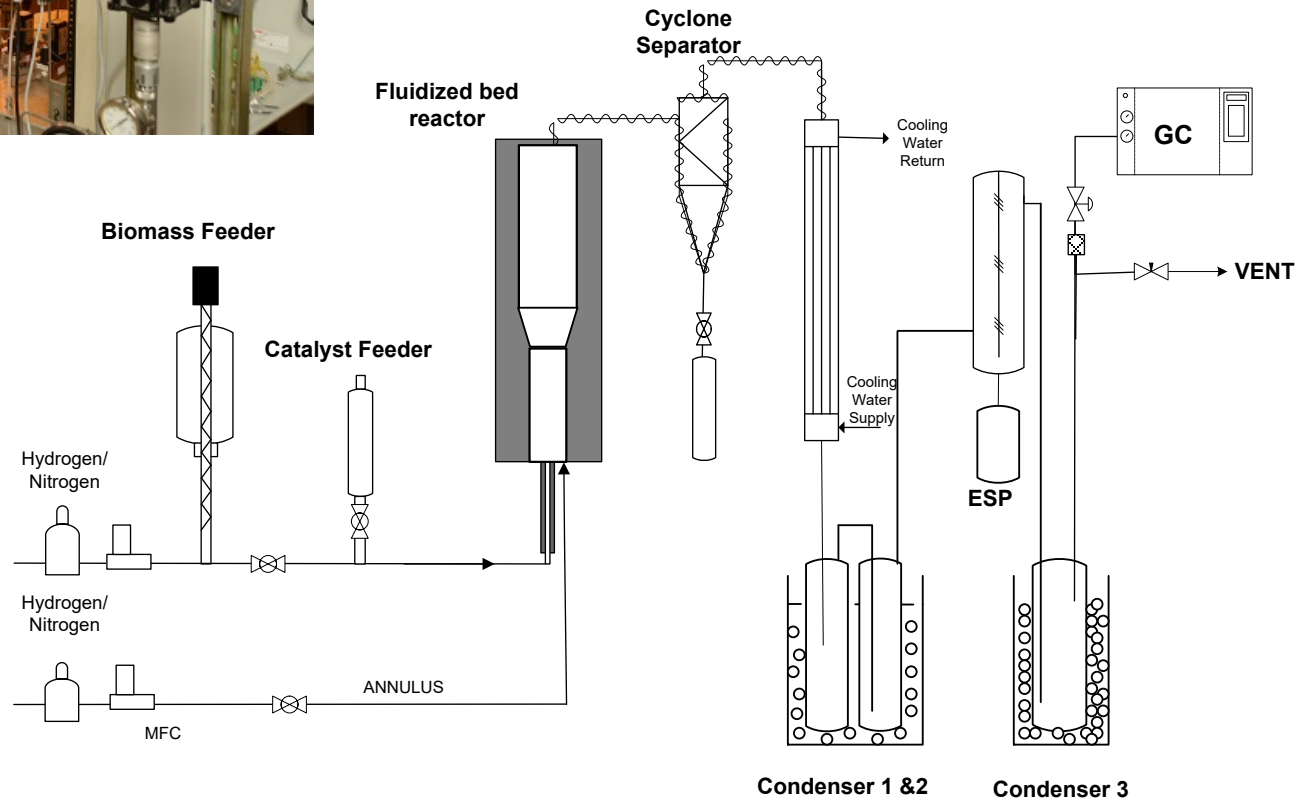 Cyclone
Separator
Fluidized bed
reactor
Cooling
Water
Return
GC
Biomass Feeder
VENT
Catalyst Feeder
Cooling
Water
Supply
Hydrogen/
Nitrogen
ESP
Hydrogen/
Nitrogen
ANNULUS
MFC
Condenser 1 &2
Condenser 3